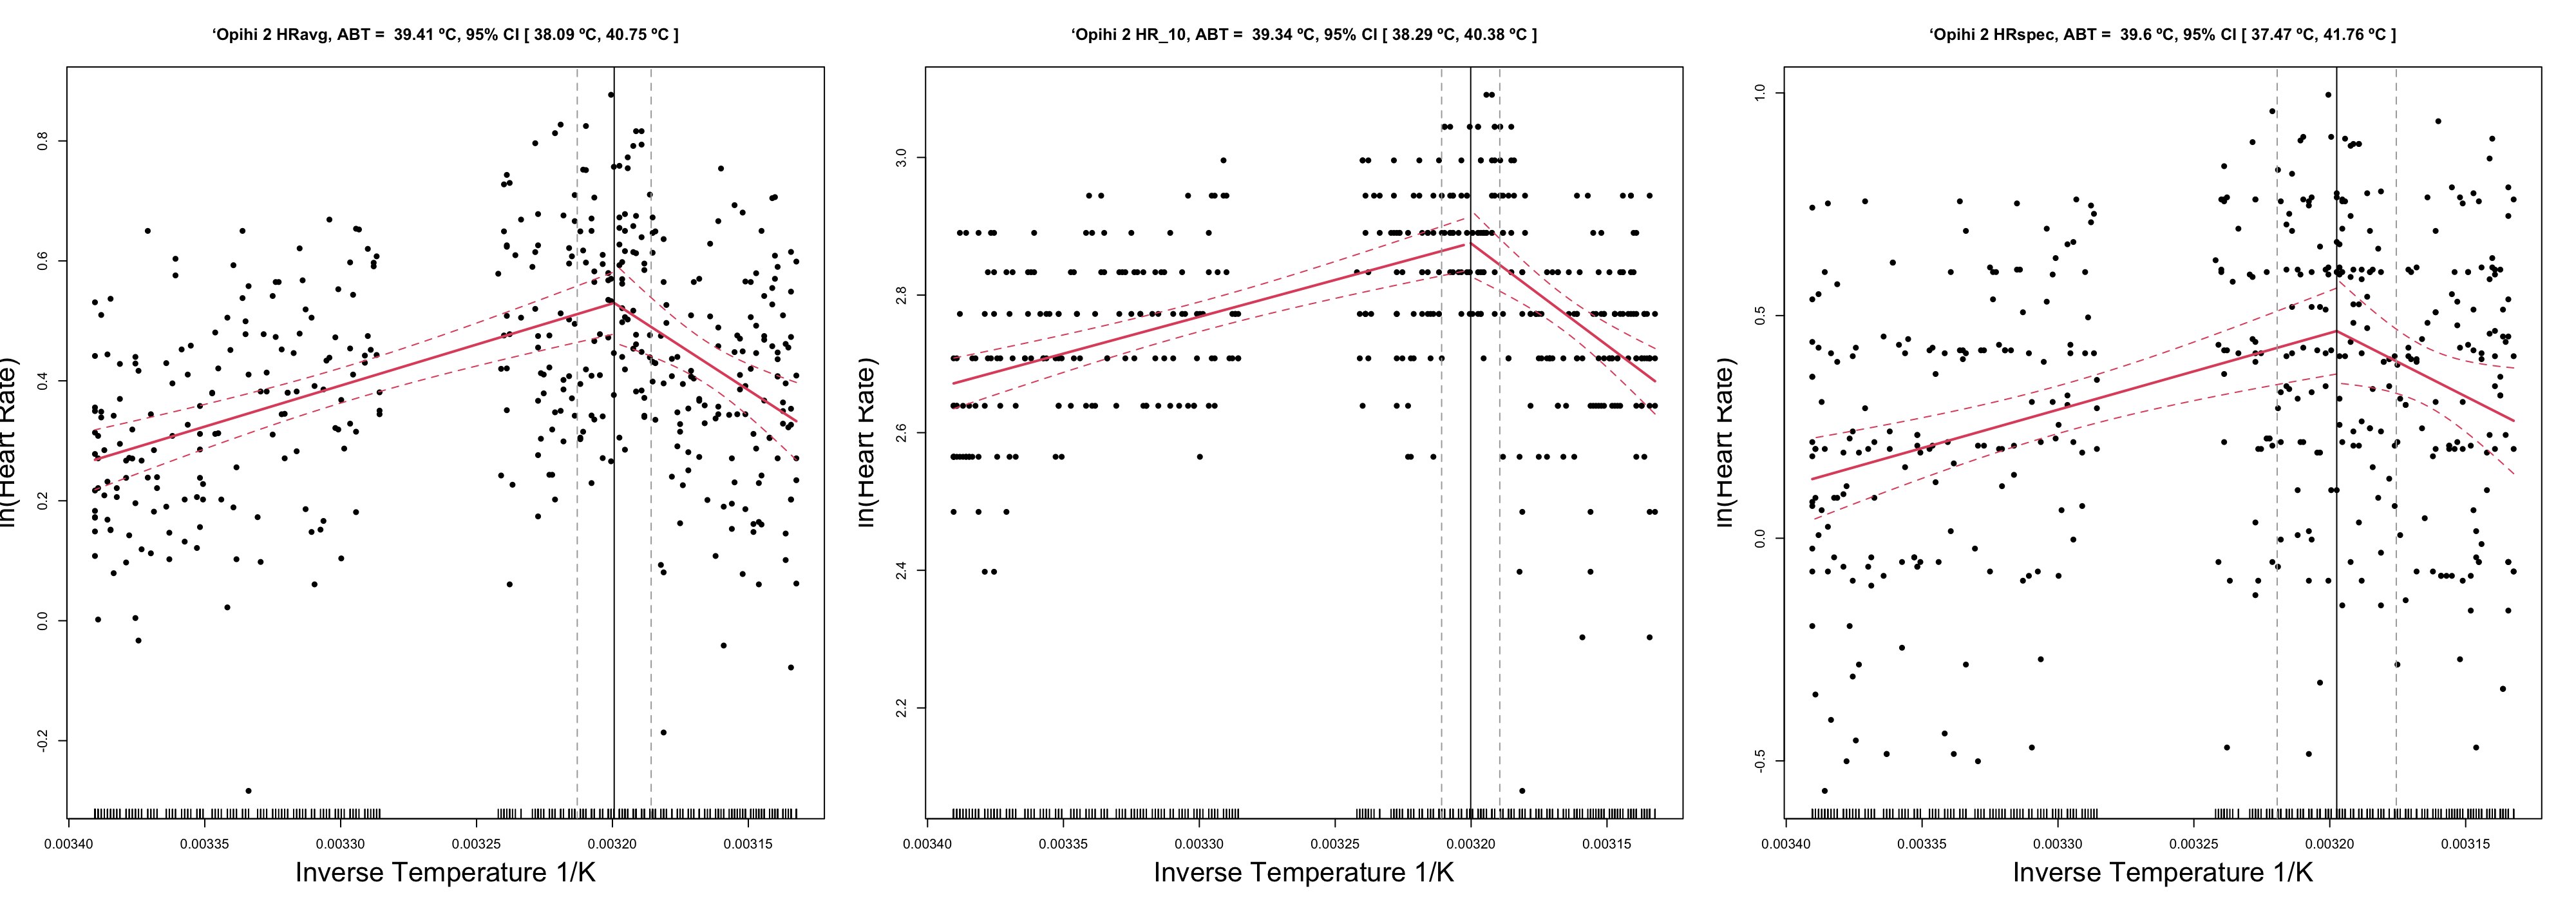 ‘Opihi 2 HRavg, ABT =  39.41 ºC, 95% CI [ 38.09 ºC, 40.75 ºC ]
ln(Heart Rate)
0.8
0.6
0.4
0.2
0.0
-0.2
0.00340 0.00335 0.00330 0.00325 0.00320 0.00315
Inverse Temperature 1/K
‘Opihi 2 HR_10, ABT =  39.34 ºC, 95% CI [ 38.29 ºC, 40.38 ºC ]
ln(Heart Rate)
3.0
2.8
2.6
2.4
2.2
0.00340 0.00335 0.00330 0.00325 0.00320 0.00315
Inverse Temperature 1/K
‘Opihi 2 HRspec, ABT =  39.6 ºC, 95% CI [ 37.47 ºC, 41.76 ºC ]
ln(Heart Rate)
1.0
0.5
0.0
-0.5
0.00340 0.00335 0.00330 0.00325 0.00320 0.00315
Inverse Temperature 1/K